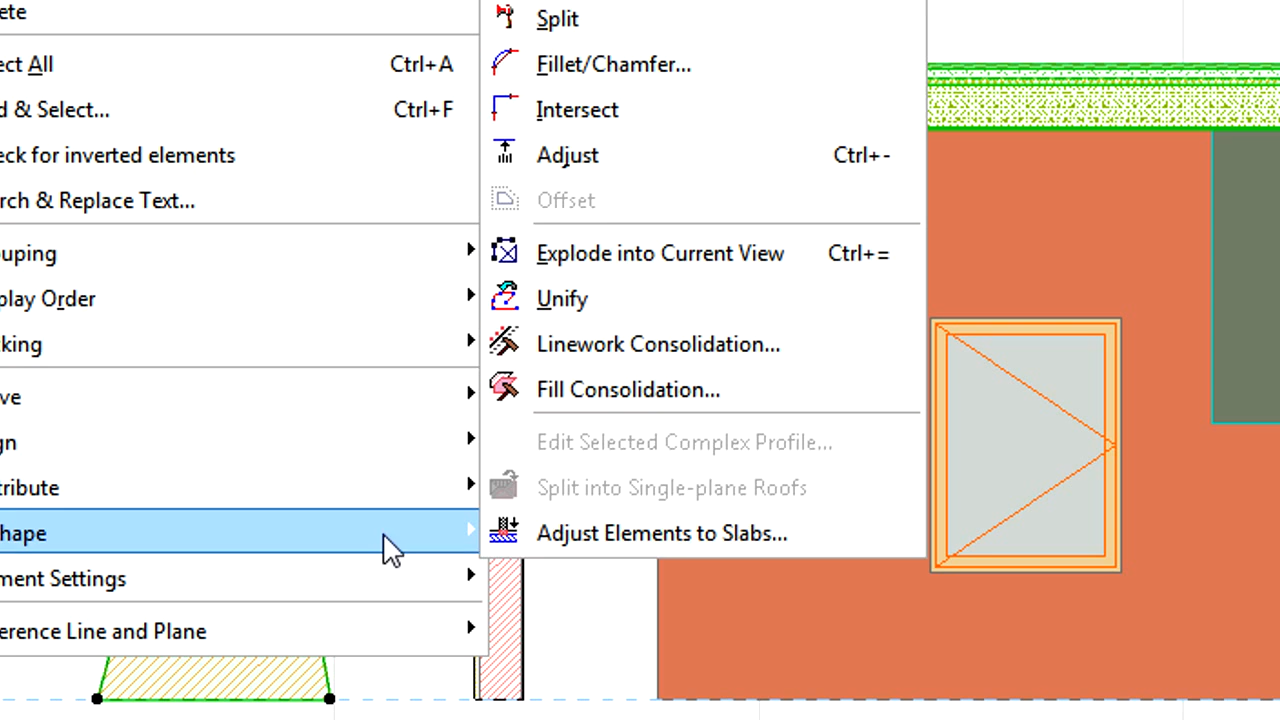 ete
ect All Ctrl+A
d & Select... Ctrl+F
eck for inverted elements
rch & Replace Text...
ouping
play Order
king
ve
gn
tribute
hape
ment Settings
erence Line and Plane
Split
Fillet/Chamfer...
Intersect
Adjust Ctrl+-
Offset
Explode into Current View Ctrl+=
Unify
Linework Consolidation...
Fill Consolidation...
Edit Selected Complex Profile...
Split into Single-plane Roofs
Adjust Elements to Slabs...